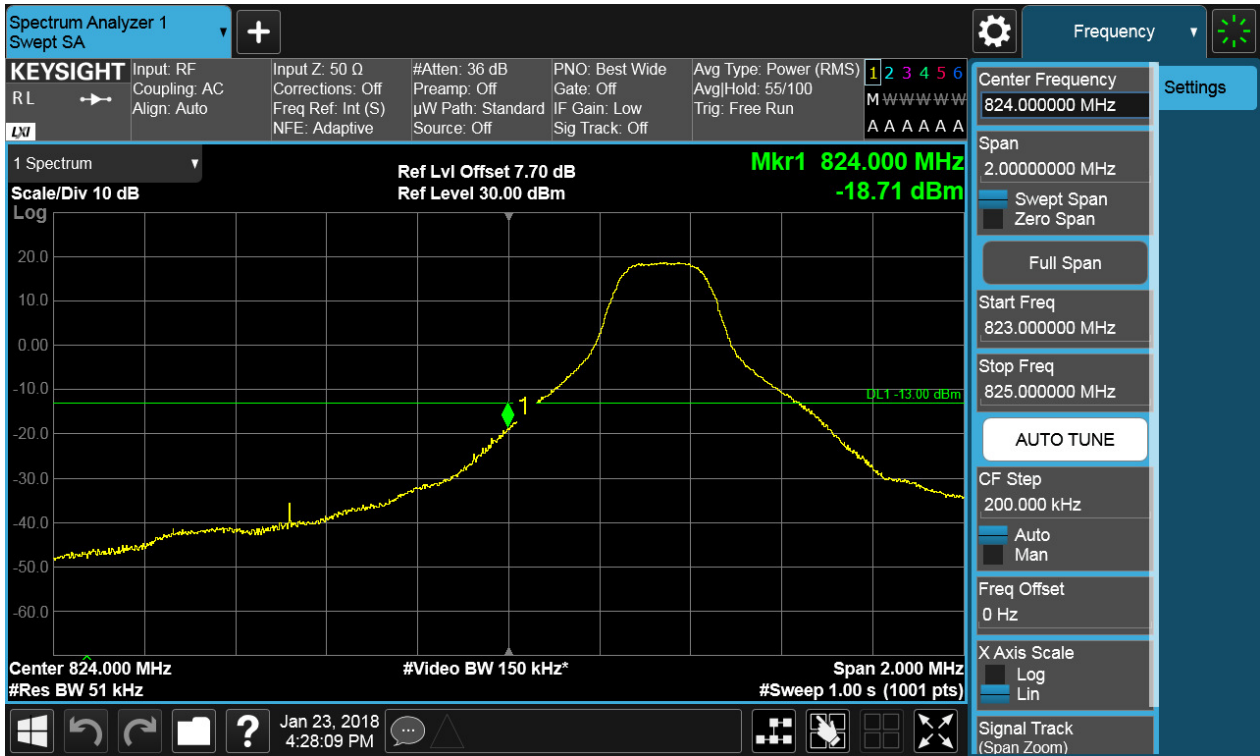 Spectrum Analyzer 1
Swept SA
Frequency
KEYSIGHT
R L
LXI
Input: RF
Coupling: AC
Align: Auto
Input Z: 50 Ω
Corrections: Off
Freq Ref: Int (S)
NFE: Adaptive
#Atten: 36 dB
Preamp: Off
µW Path: Standard
Source: Off
PNO: Best Wide
Gate: Off
IF Gain: Low
Sig Track: Off
Avg Type: Power (RMS)
Avg|Hold: 55/100
Trig: Free Run
1 2 3 4 5 6
M W W W W W
A A A A A A
1 Spectrum
Scale/Div 10 dB
Log
Ref Lvl Offset 7.70 dB
Ref Level 30.00 dBm
Mkr1 824.000 MHz
-18.71 dBm
20.0
10.0
0.00
-10.0
-20.0
-30.0
-40.0
-50.0
-60.0
1
DL1 -13.00 dBm
Center 824.000 MHz
#Res BW 51 kHz
#Video BW 150 kHz*
Span 2.000 MHz
#Sweep 1.00 s (1001 pts)
Center Frequency
824.000000 MHz
Settings
Span
2.00000000 MHz
Swept Span
Zero Span
Full Span
Start Freq
823.000000 MHz
Stop Freq
825.000000 MHz
AUTO TUNE
CF Step
200.000 kHz
Auto
Man
Freq Offset
0 Hz
X Axis Scale
Log
Lin
Signal Track
(Span Zoom)
?
Jan 23, 2018
4:28:09 PM